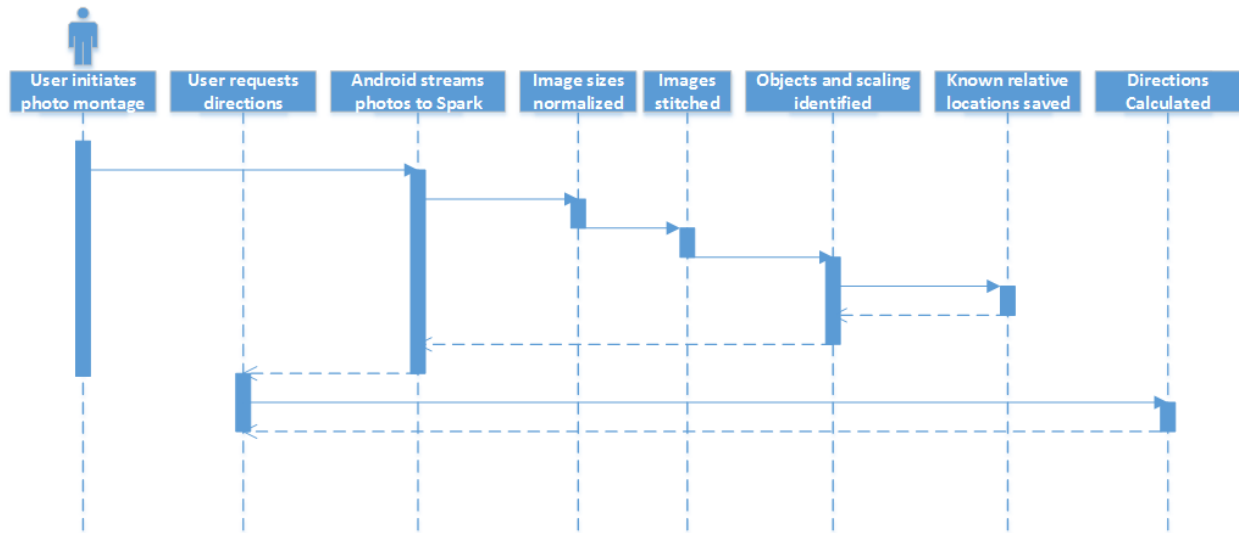 User initiates
photo montage
User requests
directions
Android streams
photos to Spark
Image sizes
normalized
Images
stitched
Objects and scaling
identified
Known relative
locations saved
Directions
Calculated